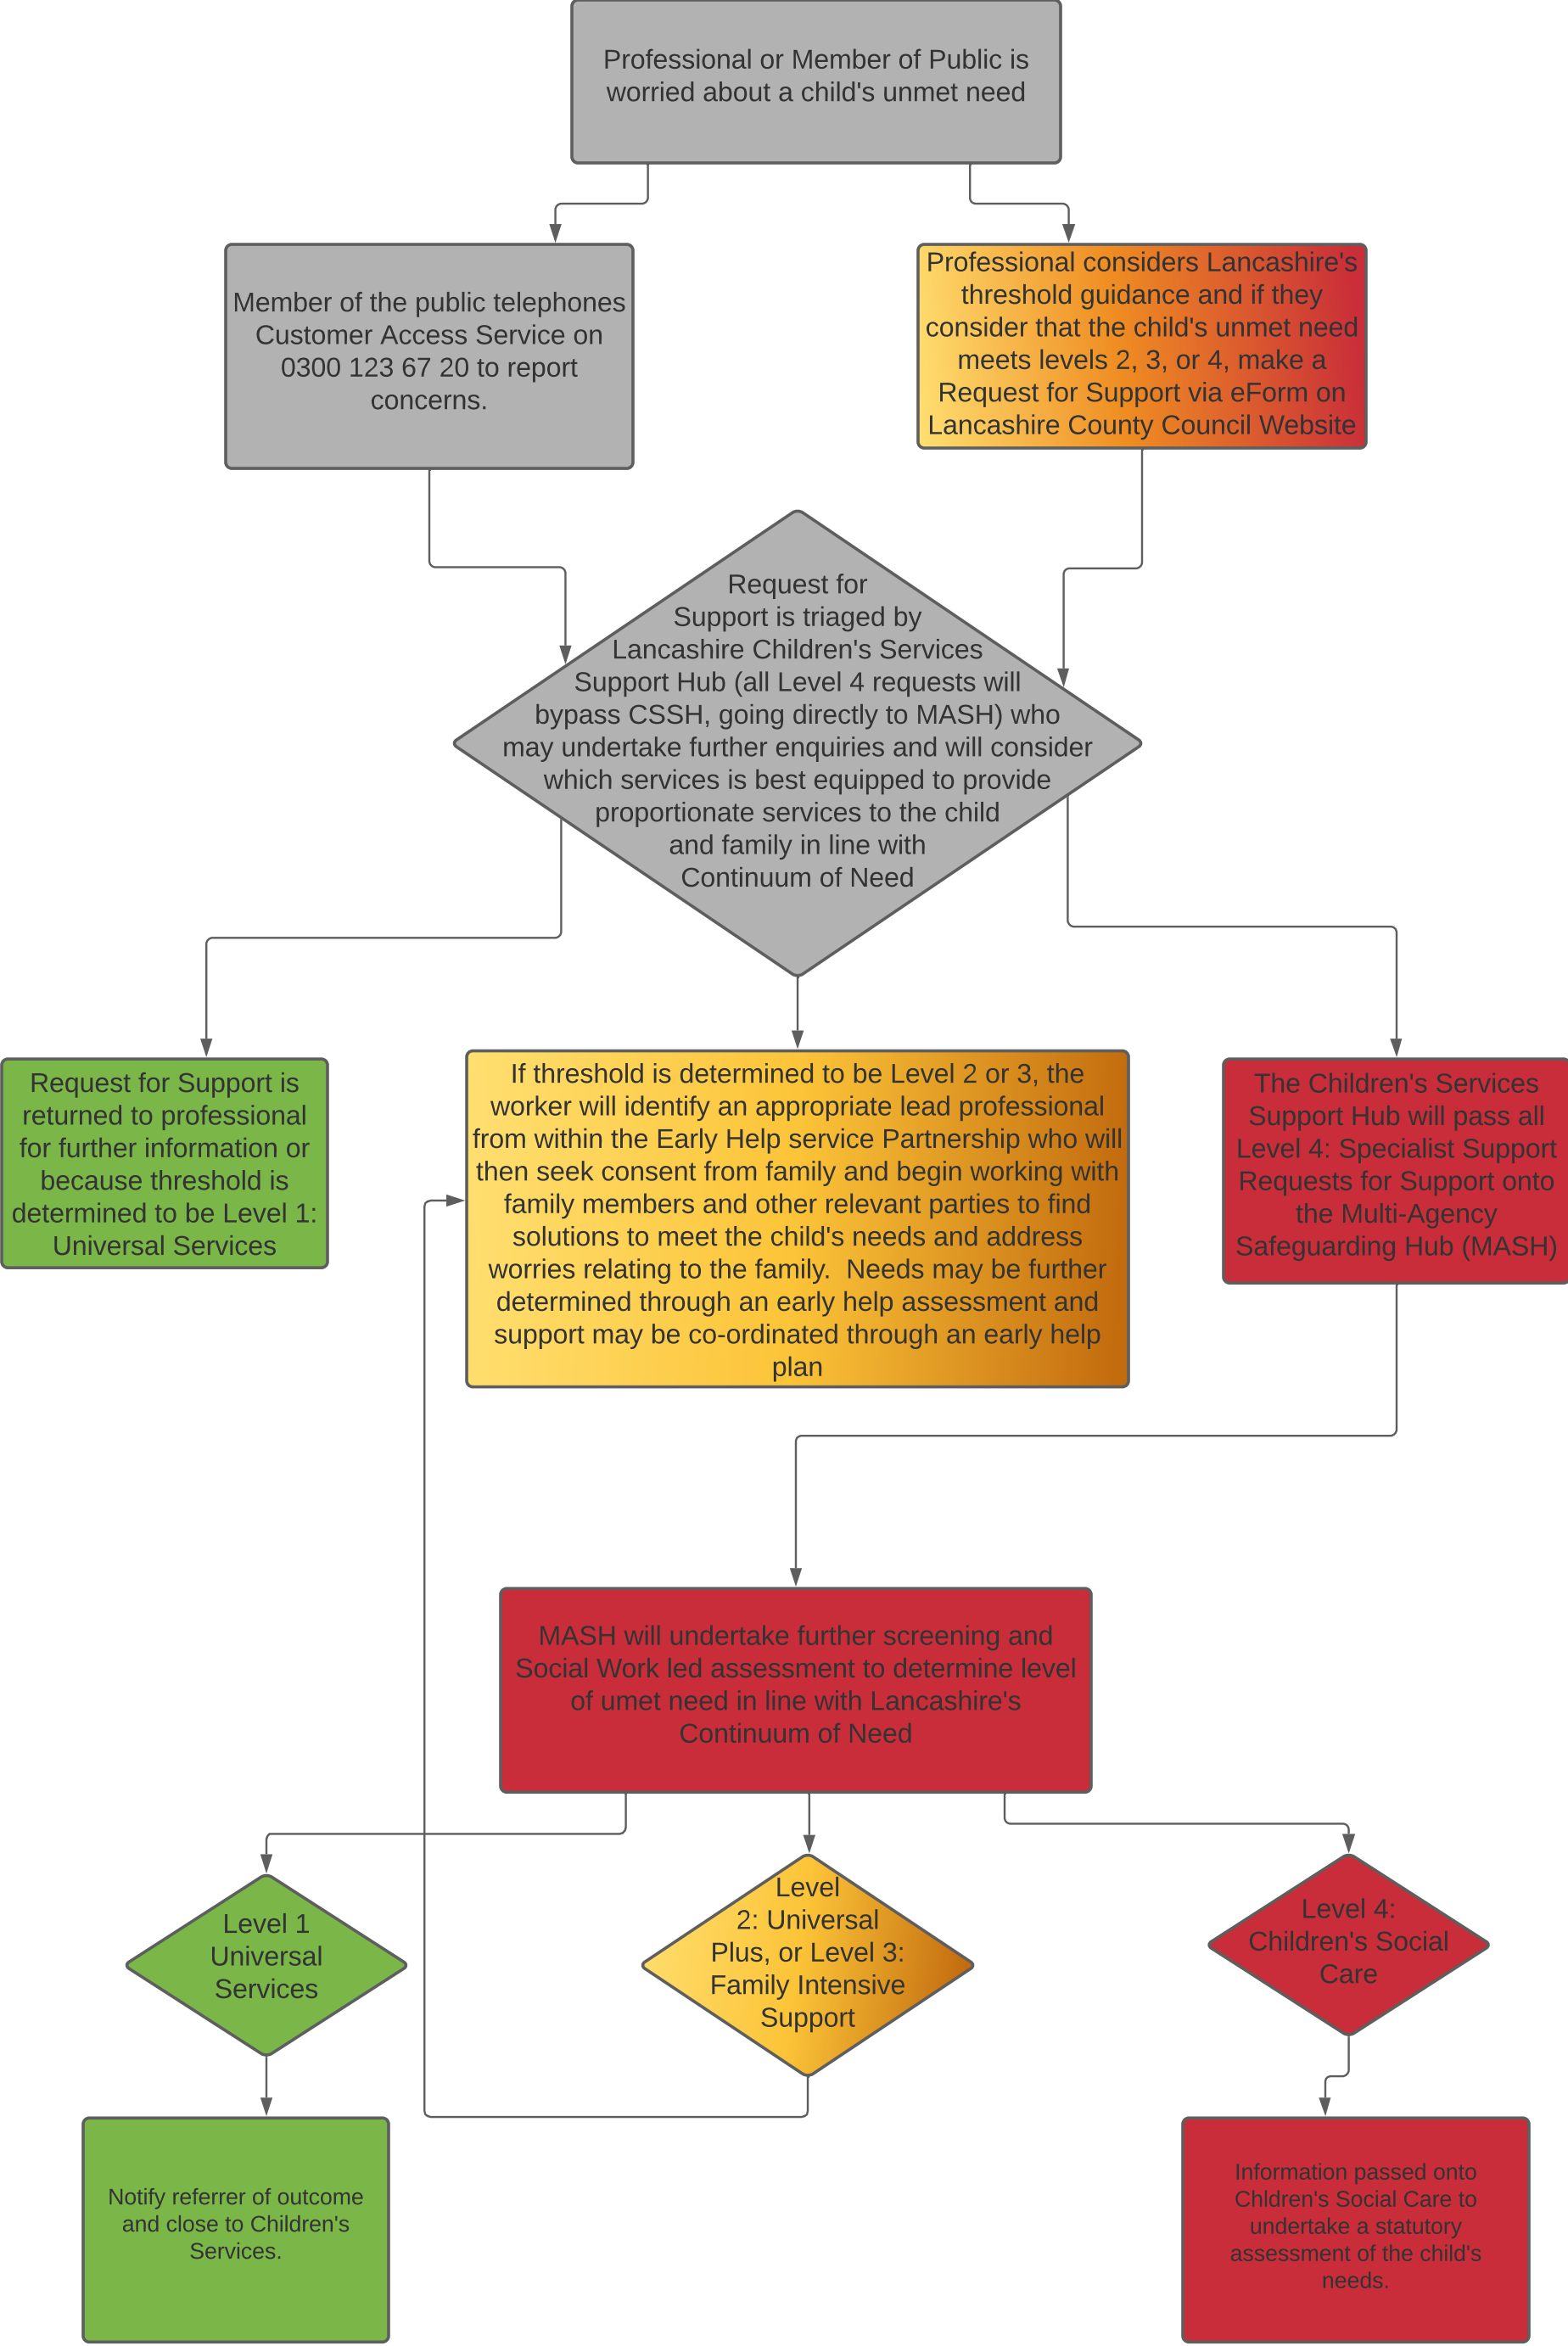 Professional or Member of Public is
worried about a child's unmet need
Member of the public telephones
Customer Access Service on
0300 123 67 20 to report
concerns.
Professional considers Lancashire's
threshold guidance and if they
consider that the child's unmet need
meets levels 2, 3, or 4, make a
Request for Support via eForm on
Lancashire County Council Website
Request for
Support is triaged by
Lancashire Children's Services
Support Hub (all Level 4 requests will
bypass CSSH, going directly to MASH) who
may undertake further enquiries and will consider
which services is best equipped to provide
proportionate services to the child
and family in line with
Continuum of Need
Request for Support is
returned to professional
for further information or
because threshold is
determined to be Level 1:
Universal Services
If threshold is determined to be Level 2 or 3, the
worker will identify an appropriate lead professional
from within the Early Help service Partnership who will
then seek consent from family and begin working with
family members and other relevant parties to find
solutions to meet the child's needs and address
worries relating to the family.  Needs may be further
determined through an early help assessment and
support may be co-ordinated through an early help
plan
The Children's Services
Support Hub will pass all
Level 4: Specialist Support
Requests for Support onto
the Multi-Agency
Safeguarding Hub (MASH)
MASH will undertake further screening and
Social Work led assessment to determine level
of umet need in line with Lancashire's
Continuum of Need
Level 1
Universal
Services
Level
2: Universal
Plus, or Level 3:
Family Intensive
Support
Level 4:
Children's Social
Care
Notify referrer of outcome
and close to Children's
Services.
Information passed onto
Chldren's Social Care to
undertake a statutory
assessment of the child's
needs.